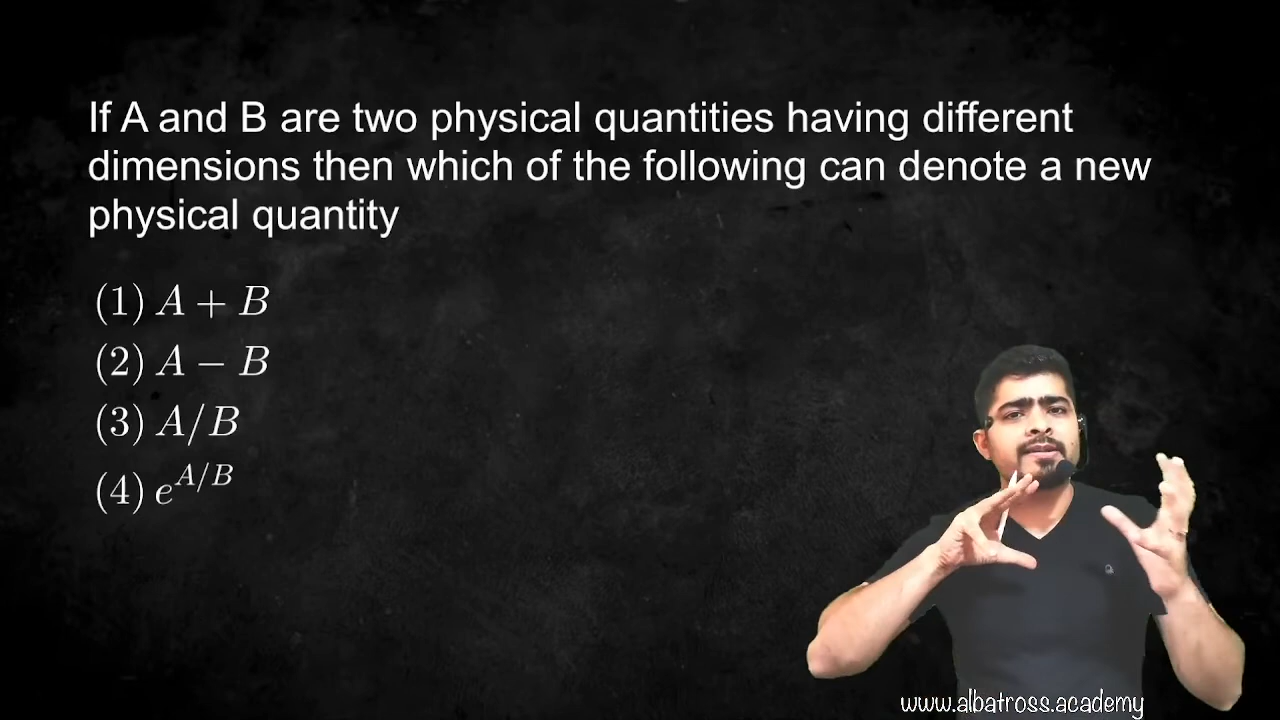 If A and B are two physical quantities having different
dimensions then which of the following can denote a new
physical quantity
(1) A + B
(2) A − B
(3) A/B
(4) e^{A/B}
www.albatross.academy